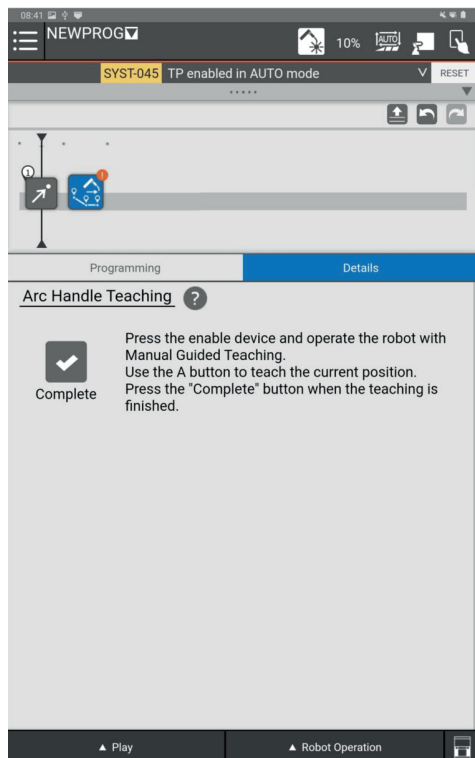 08:41
NEWPROG
10%
AUTO
SYST-045 TP enabled in AUTO mode
RESET
1
!
Programming
Details
Arc Handle Teaching ?
Press the enable device and operate the robot with
Manual Guided Teaching.
Use the A button to teach the current position.
Press the "Complete" button when the teaching is
finished.
Complete
▲ Play
▲ Robot Operation